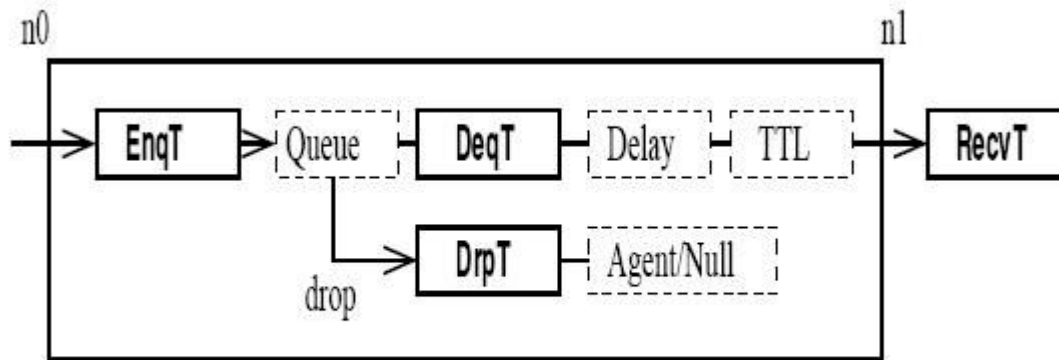 n0 n1
EnqT Queue DeqT Delay TTL RecvT
DrpT Agent/Null
drop